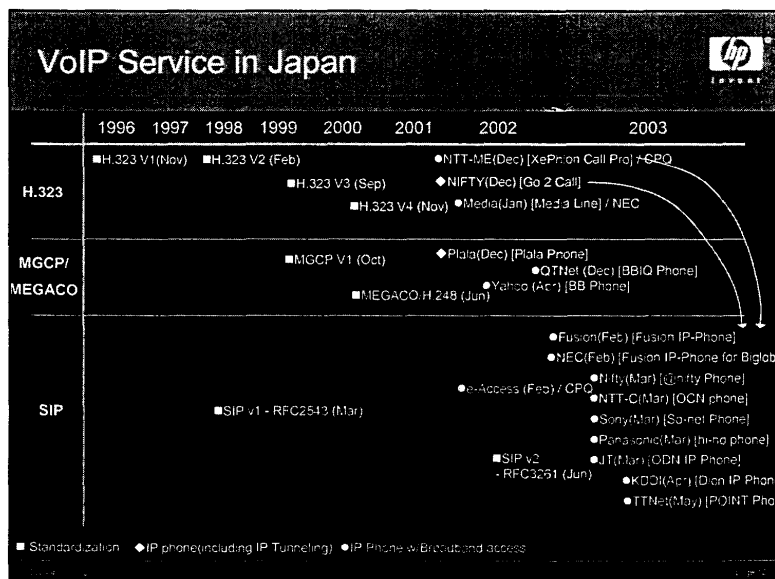 VoIP Service in Japan
hp
invent
1996 1997 1998 1999 2000 2001 2002 2003
H.323
H.323 V1(Nov)
H.323 V2 (Feb)
NTT-ME(Dec) [XePhion Call Pro] / CPQ
H.323 V3 (Sep)
NIFTY(Dec) [Go 2 Call]
H.323 V4 (Nov)
Media(Jan) [Media Line] / NEC
MGCP/
MEGACO
MGCP V1 (Oct)
Plala(Dec) [Plala Phone]
QTNet (Dec) [BBIQ Phone]
Yahoo (Apr) [BB Phone]
MEGACO/H.248 (Jun)
SIP
Fusion(Feb) [Fusion IP-Phone]
NEC(Feb) [Fusion IP-Phone for Biglob
Nifty(Mar) [@nifty Phone]
e-Access (Feb) / CPQ
NTT-C(Mar) [OCN phone]
SIP v1 - RFC2543 (Mar)
Sony(Mar) [So-net Phone]
Panasonic(Mar) [hi-ho phone]
SIP v2
- RFC3261 (Jun)
JT(Mar) [ODN IP Phone]
KDDI(Apr) [Dion IP Phon
TTNet(May) [POINT Phon
Standardization
IP phone(including IP Tunneling)
IP Phone w/Broadband access